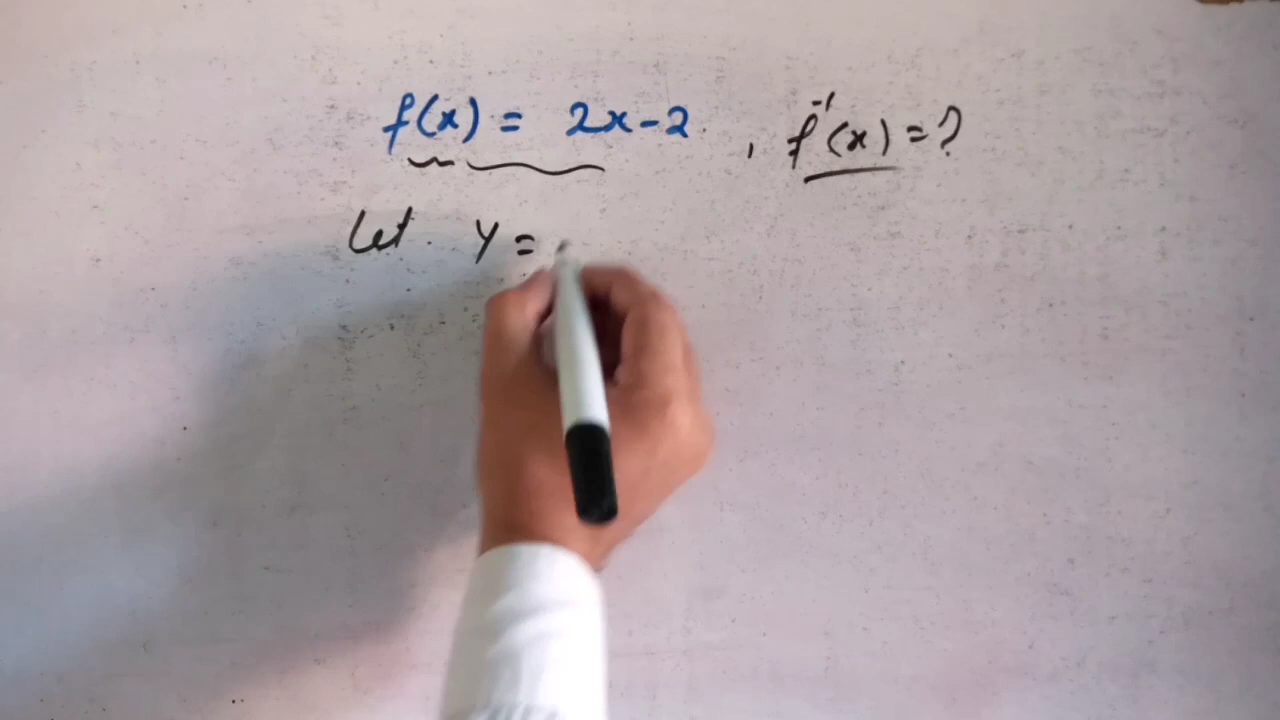 f(x) = 2x-2 , f⁻¹(x) = ?
Let y =